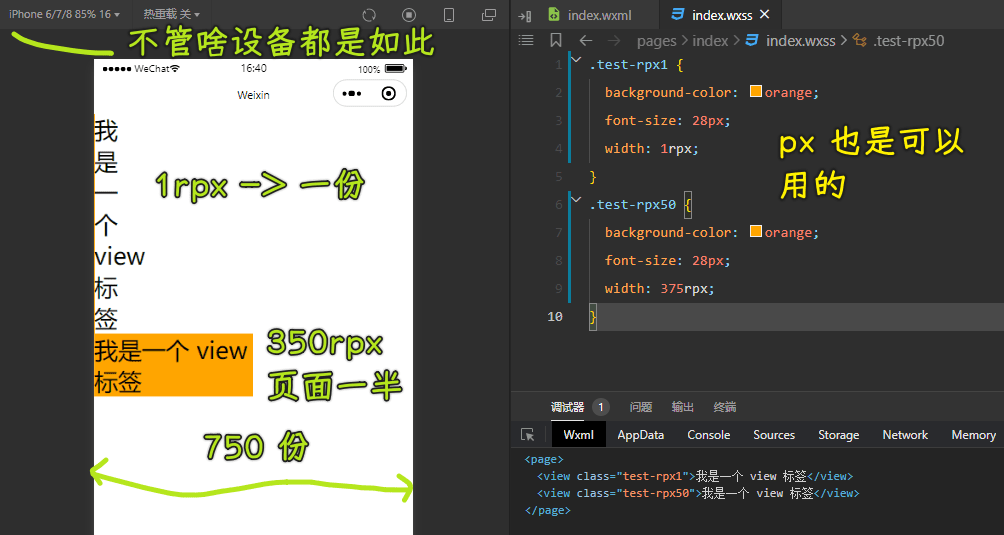 iPhone 6/7/8 85% 16
热重载 关
不管啥设备都是如此
WeChat
16:40
100%
Weixin
我
是
一
个
view
标
签
1rpx -> 一份
我是一个 view
标签
350rpx
页面一半
750 份
index.wxml
index.wxss
pages > index > index.wxss > .test-rpx50
1 .test-rpx1 {
2 background-color: orange;
3 font-size: 28px;
4 width: 1rpx;
5 }
6 .test-rpx50 {
7 background-color: orange;
8 font-size: 28px;
9 width: 375rpx;
10 }
px 也是可以
用的
调试器 1 问题 输出 终端
Wxml AppData Console Sources Storage Network Memory
<page>
<view class="test-rpx1">我是一个 view 标签</view>
<view class="test-rpx50">我是一个 view 标签</view>
</page>